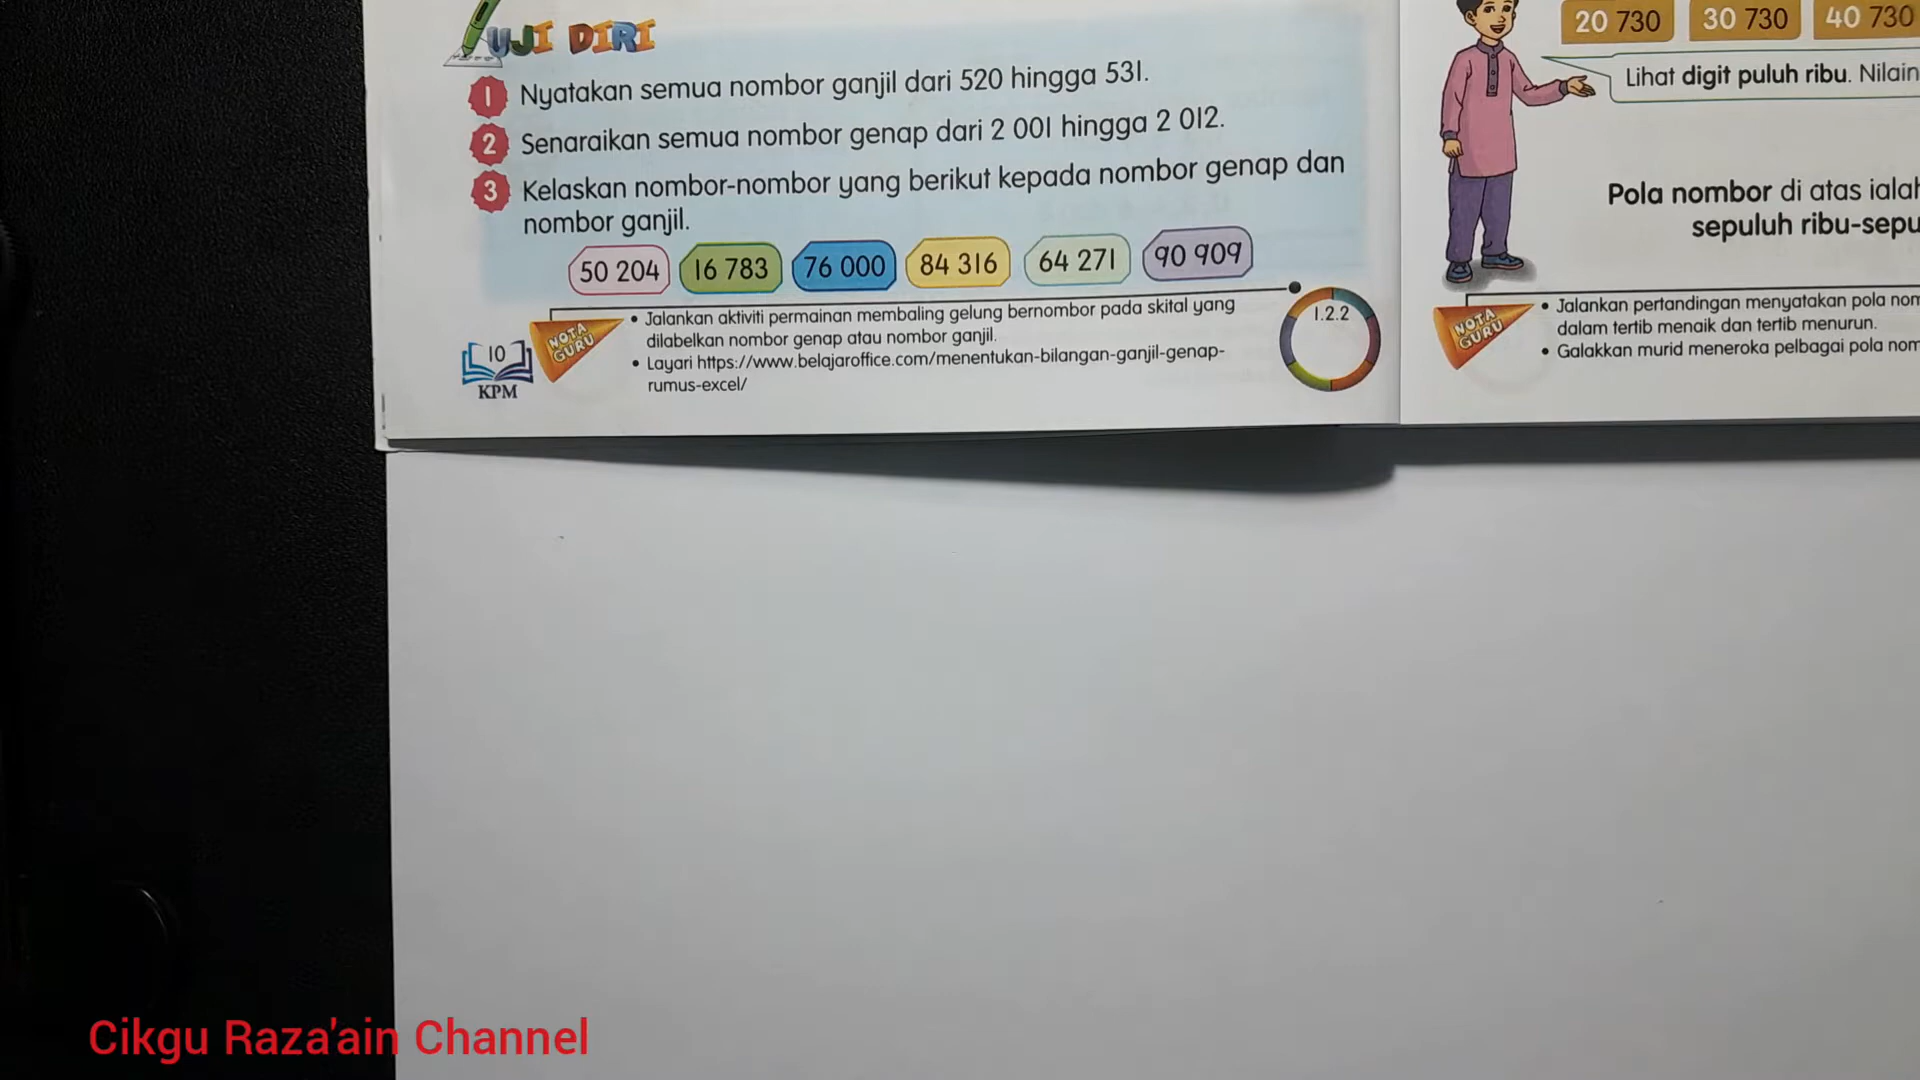 UJI DIRI
1 Nyatakan semua nombor ganjil dari 520 hingga 531.
2 Senaraikan semua nombor genap dari 2 001 hingga 2 012.
3 Kelaskan nombor-nombor yang berikut kepada nombor genap dan
nombor ganjil.
50 204 16 783 76 000 84 316 64 271 90 909
NOTA GURU
• Jalankan aktiviti permainan membaling gelung bernombor pada skital yang
dilabelkan nombor genap atau nombor ganjil.
• Layari https://www.belajaroffice.com/menentukan-bilangan-ganjil-genap-
rumus-excel/
1.2.2
10
KPM
20 730 30 730 40 730
Lihat digit puluh ribu. Nilain
Pola nombor di atas ialah
sepuluh ribu-sepu
NOTA GURU
• Jalankan pertandingan menyatakan pola nom
dalam tertib menaik dan tertib menurun.
• Galakkan murid meneroka pelbagai pola nom
Cikgu Raza'ain Channel